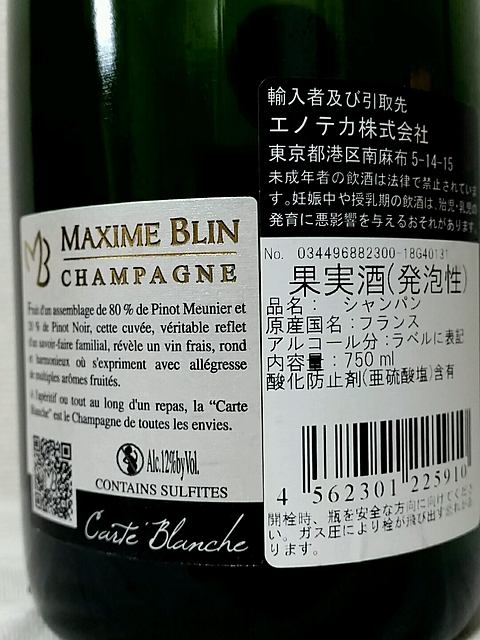 MB
MAXIME BLIN
CHAMPAGNE
Fruit d'un assemblage de 80 % de Pinot Meunier et
20 % de Pinot Noir, cette cuvée, véritable reflet
d'un savoir-faire familial, révèle un vin frais, rond
et harmonieux où s'expriment avec allégresse
de multiples arômes fruités.
A l'apéritif ou tout au long d'un repas, la "Carte
Blanche" est le Champagne de toutes les envies.
Alc.12%byVol.
CONTAINS SULFITES
Carte Blanche
輸入者及び引取先
エノテカ株式会社
東京都港区南麻布 5-14-15
未成年者の飲酒は法律で禁止されていま
す。妊娠中や授乳期の飲酒は、胎児・乳児の
発育に悪影響を与えるおそれがあります。
No. 034496882300-18G40131
果実酒(発泡性)
品名： シャンパン
原産国名：フランス
アルコール分：ラベルに表記
内容量：750 ml
酸化防止剤(亜硫酸塩)含有
4 562301 225910
開栓時、瓶を安全な方向に向けてくださ
い。ガス圧により栓が飛び出す恐れがあ
ります。